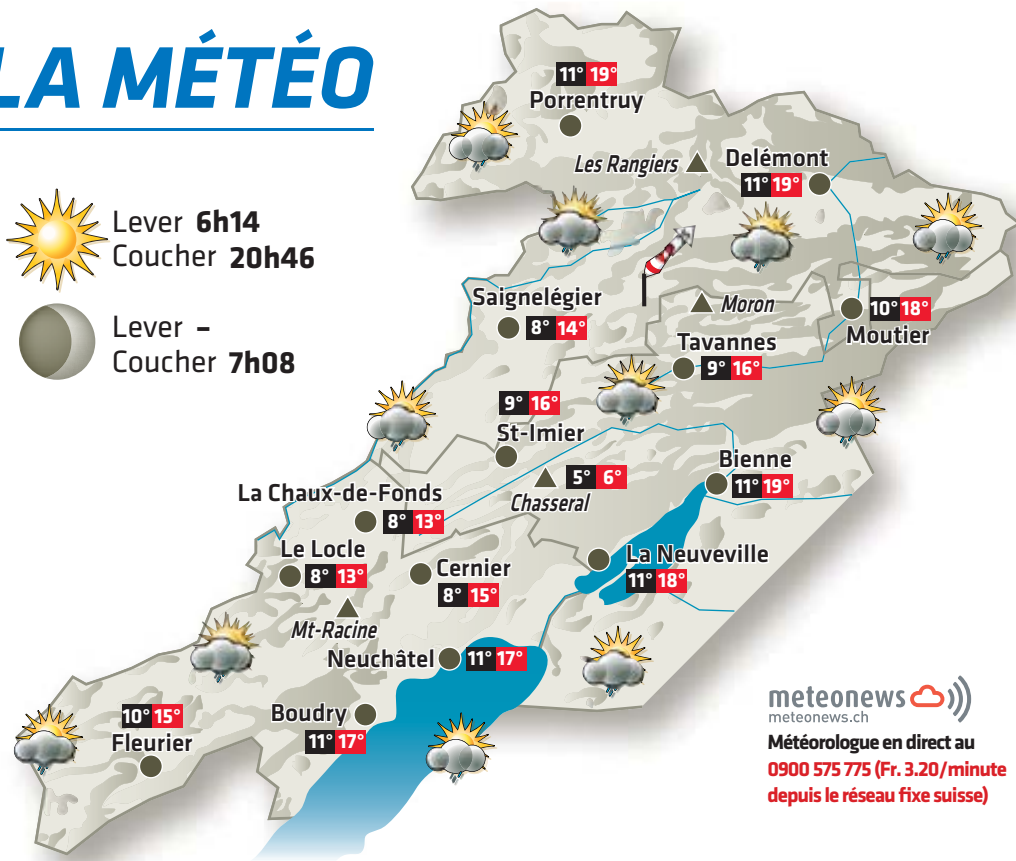 LA MÉTÉO
Lever 6h14
Coucher 20h46
Lever –
Coucher 7h08
11° 19°
Porrentruy
Les Rangiers
Delémont
11° 19°
Saignelégier
8° 14°
Moron
10° 18°
Moutier
Tavannes
9° 16°
9° 16°
St-Imier
5° 6°
Chasseral
Bienne
11° 19°
La Chaux-de-Fonds
8° 13°
Le Locle
8° 13°
Cernier
8° 15°
La Neuveville
11° 18°
Mt-Racine
Neuchâtel 11° 17°
Boudry
11° 17°
10° 15°
Fleurier
meteonews
meteonews.ch
Météorologue en direct au
0900 575 775 (Fr. 3.20/minute
depuis le réseau fixe suisse)